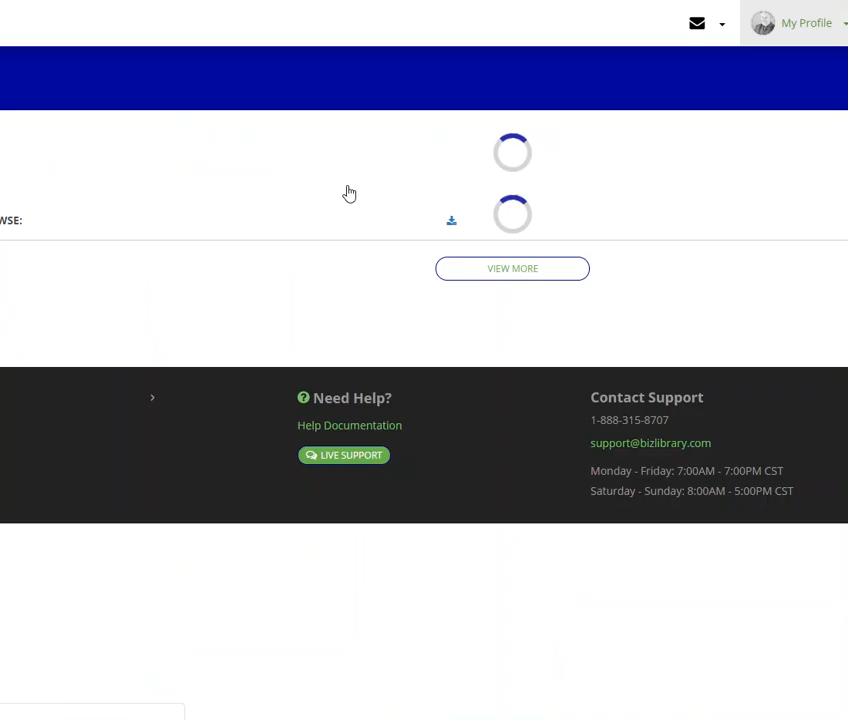 My Profile
WSE:
VIEW MORE
Need Help?
Help Documentation
LIVE SUPPORT
Contact Support
1-888-315-8707
support@bizlibrary.com
Monday - Friday: 7:00AM - 7:00PM CST
Saturday - Sunday: 8:00AM - 5:00PM CST